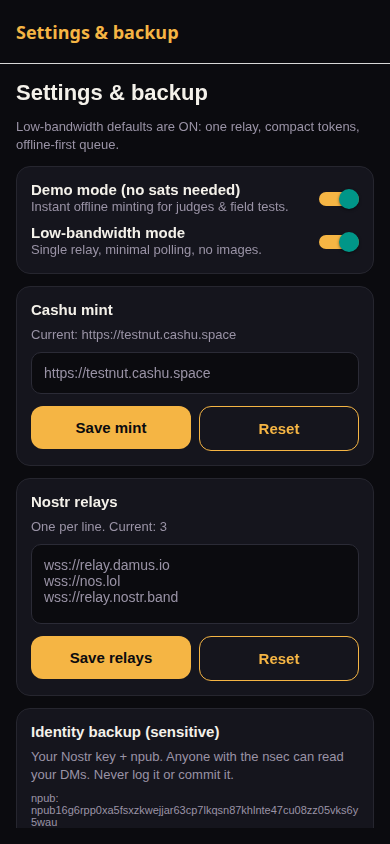 Settings & backup
Settings & backup
Low-bandwidth defaults are ON: one relay, compact tokens,
offline-first queue.
Demo mode (no sats needed)
Instant offline minting for judges & field tests.
Low-bandwidth mode
Single relay, minimal polling, no images.
Cashu mint
Current: https://testnut.cashu.space
https://testnut.cashu.space
Save mint
Reset
Nostr relays
One per line. Current: 3
wss://relay.damus.io
wss://nos.lol
wss://relay.nostr.band
Save relays
Reset
Identity backup (sensitive)
Your Nostr key + npub. Anyone with the nsec can read
your DMs. Never log it or commit it.
npub:
npub16g6rpp0xa5fsxzkwejjar63cp7lkqsn87khlnte47cu08zz05vks6y
5wau